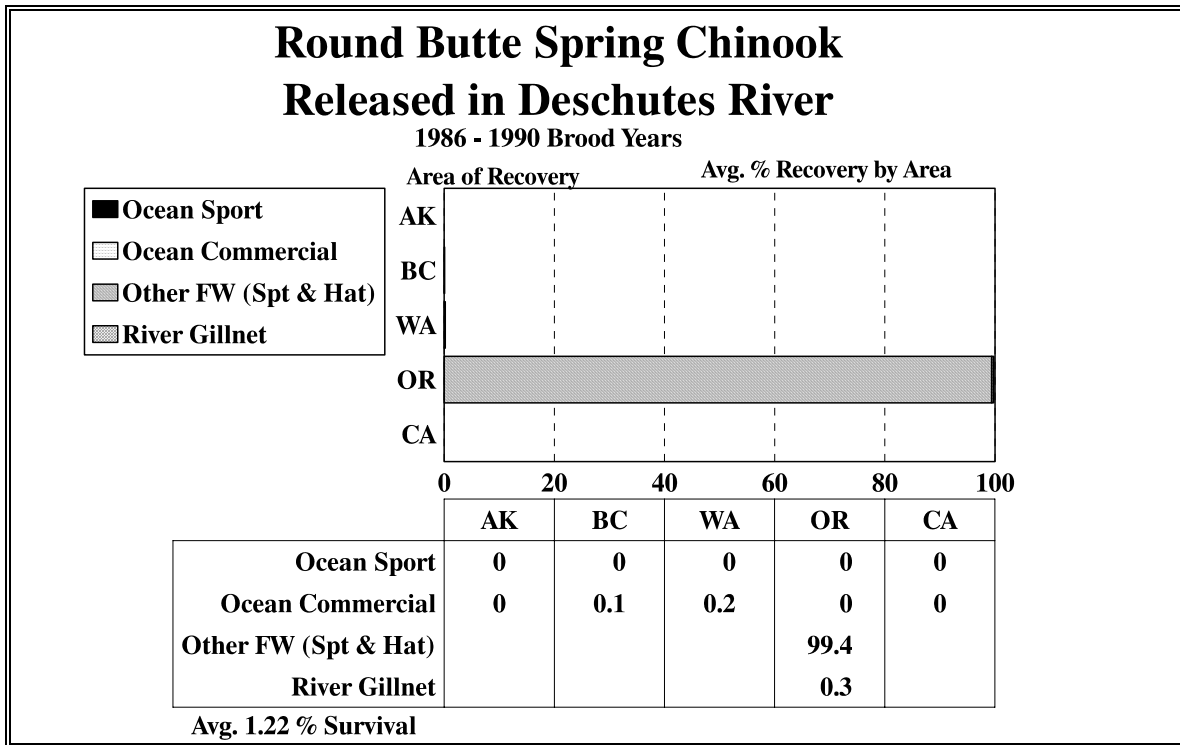 Round Butte Spring Chinook
Released in Deschutes River
1986 - 1990 Brood Years
Area of Recovery
Avg. % Recovery by Area
Ocean Sport
Ocean Commercial
Other FW (Spt & Hat)
River Gillnet
AK
BC
WA
OR
CA
0 20 40 60 80 100
AK BC WA OR CA
Ocean Sport 0 0 0 0 0
Ocean Commercial 0 0.1 0.2 0 0
Other FW (Spt & Hat) 99.4
River Gillnet 0.3
Avg. 1.22 % Survival